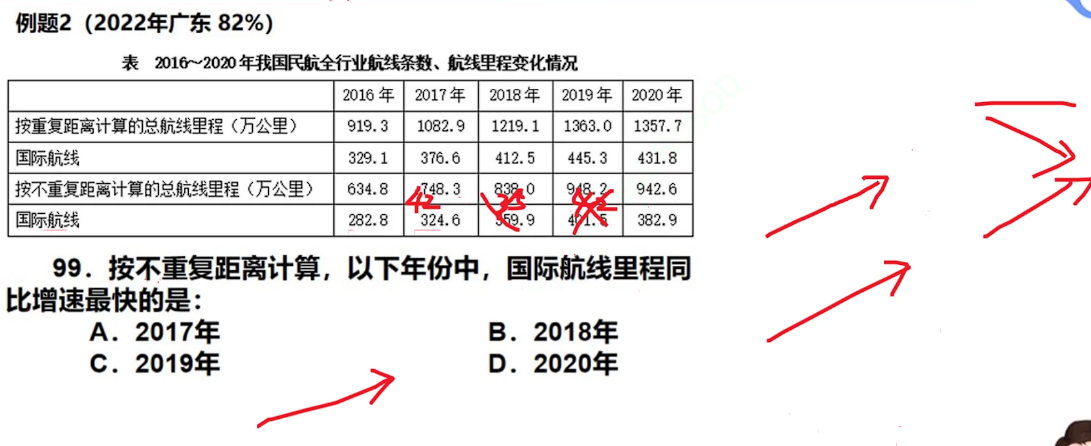 例题2（2022年广东 82%）
表 2016～2020年我国民航全行业航线条数、航线里程变化情况
2016年 2017年 2018年 2019年 2020年
按重复距离计算的总航线里程（万公里） 919.3 1082.9 1219.1 1363.0 1357.7
国际航线 329.1 376.6 412.5 445.3 431.8
按不重复距离计算的总航线里程（万公里） 634.8 748.3 838.0 948.2 942.6
42 35 42
国际航线 282.8 324.6 359.9 401.5 382.9
99．按不重复距离计算，以下年份中，国际航线里程同
比增速最快的是：
A．2017年 B．2018年
C．2019年 D．2020年